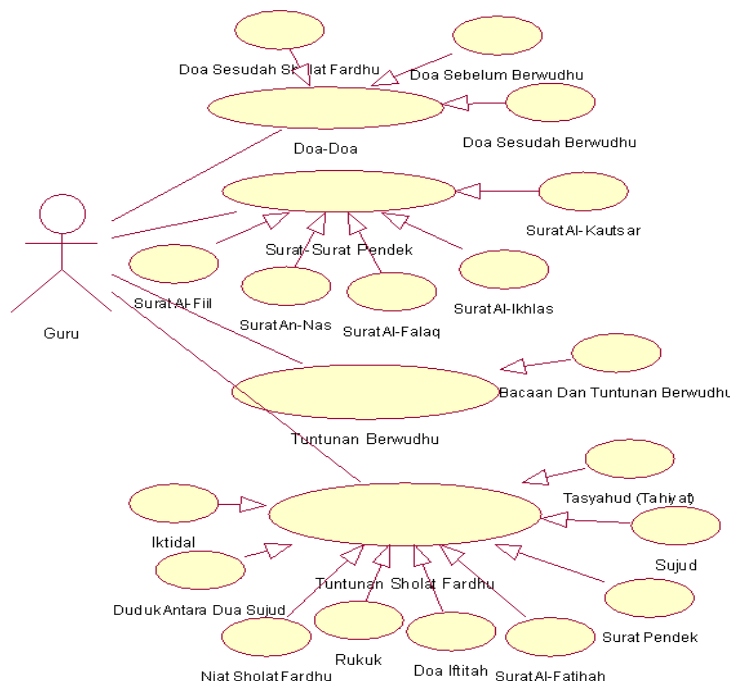 Doa Sesudah Sholat Fardhu
Doa Sebelum Berwudhu
Doa Sesudah Berwudhu
Doa-Doa
Surat Al-Kautsar
Surat-Surat Pendek
Surat Al-Fiil
Surat An-Nas
Surat Al-Falaq
Surat Al-Ikhlas
Guru
Bacaan Dan Tuntunan Berwudhu
Tuntunan Berwudhu
Tasyahud (Tahiyat)
Iktidal
Sujud
Tuntunan Sholat Fardhu
Duduk Antara Dua Sujud
Surat Pendek
Rukuk
Doa Iftitah
Niat Sholat Fardhu
Surat Al-Fatihah